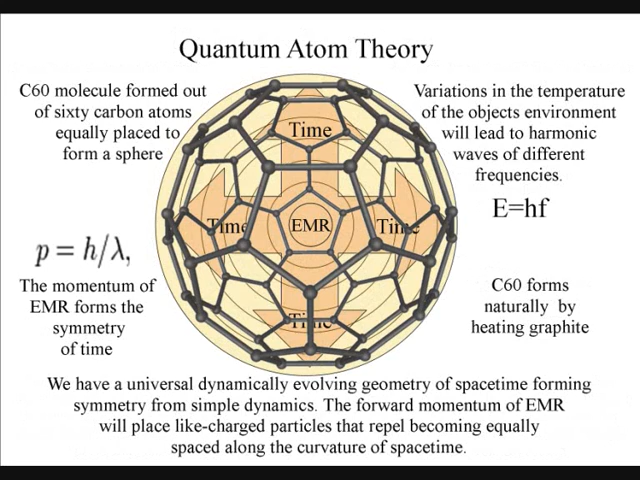 Quantum Atom Theory
C60 molecule formed out
of sixty carbon atoms
equally placed to
form a sphere
Variations in the temperature
of the objects environment
will lead to harmonic
waves of different
frequencies.
E=hf
Time
Time
EMR
Time
Time
p = h/λ,
The momentum of
EMR forms the
symmetry
of time
C60 forms
naturally by
heating graphite
We have a universal dynamically evolving geometry of spacetime forming
symmetry from simple dynamics. The forward momentum of EMR
will place like-charged particles that repel becoming equally
spaced along the curvature of spacetime.